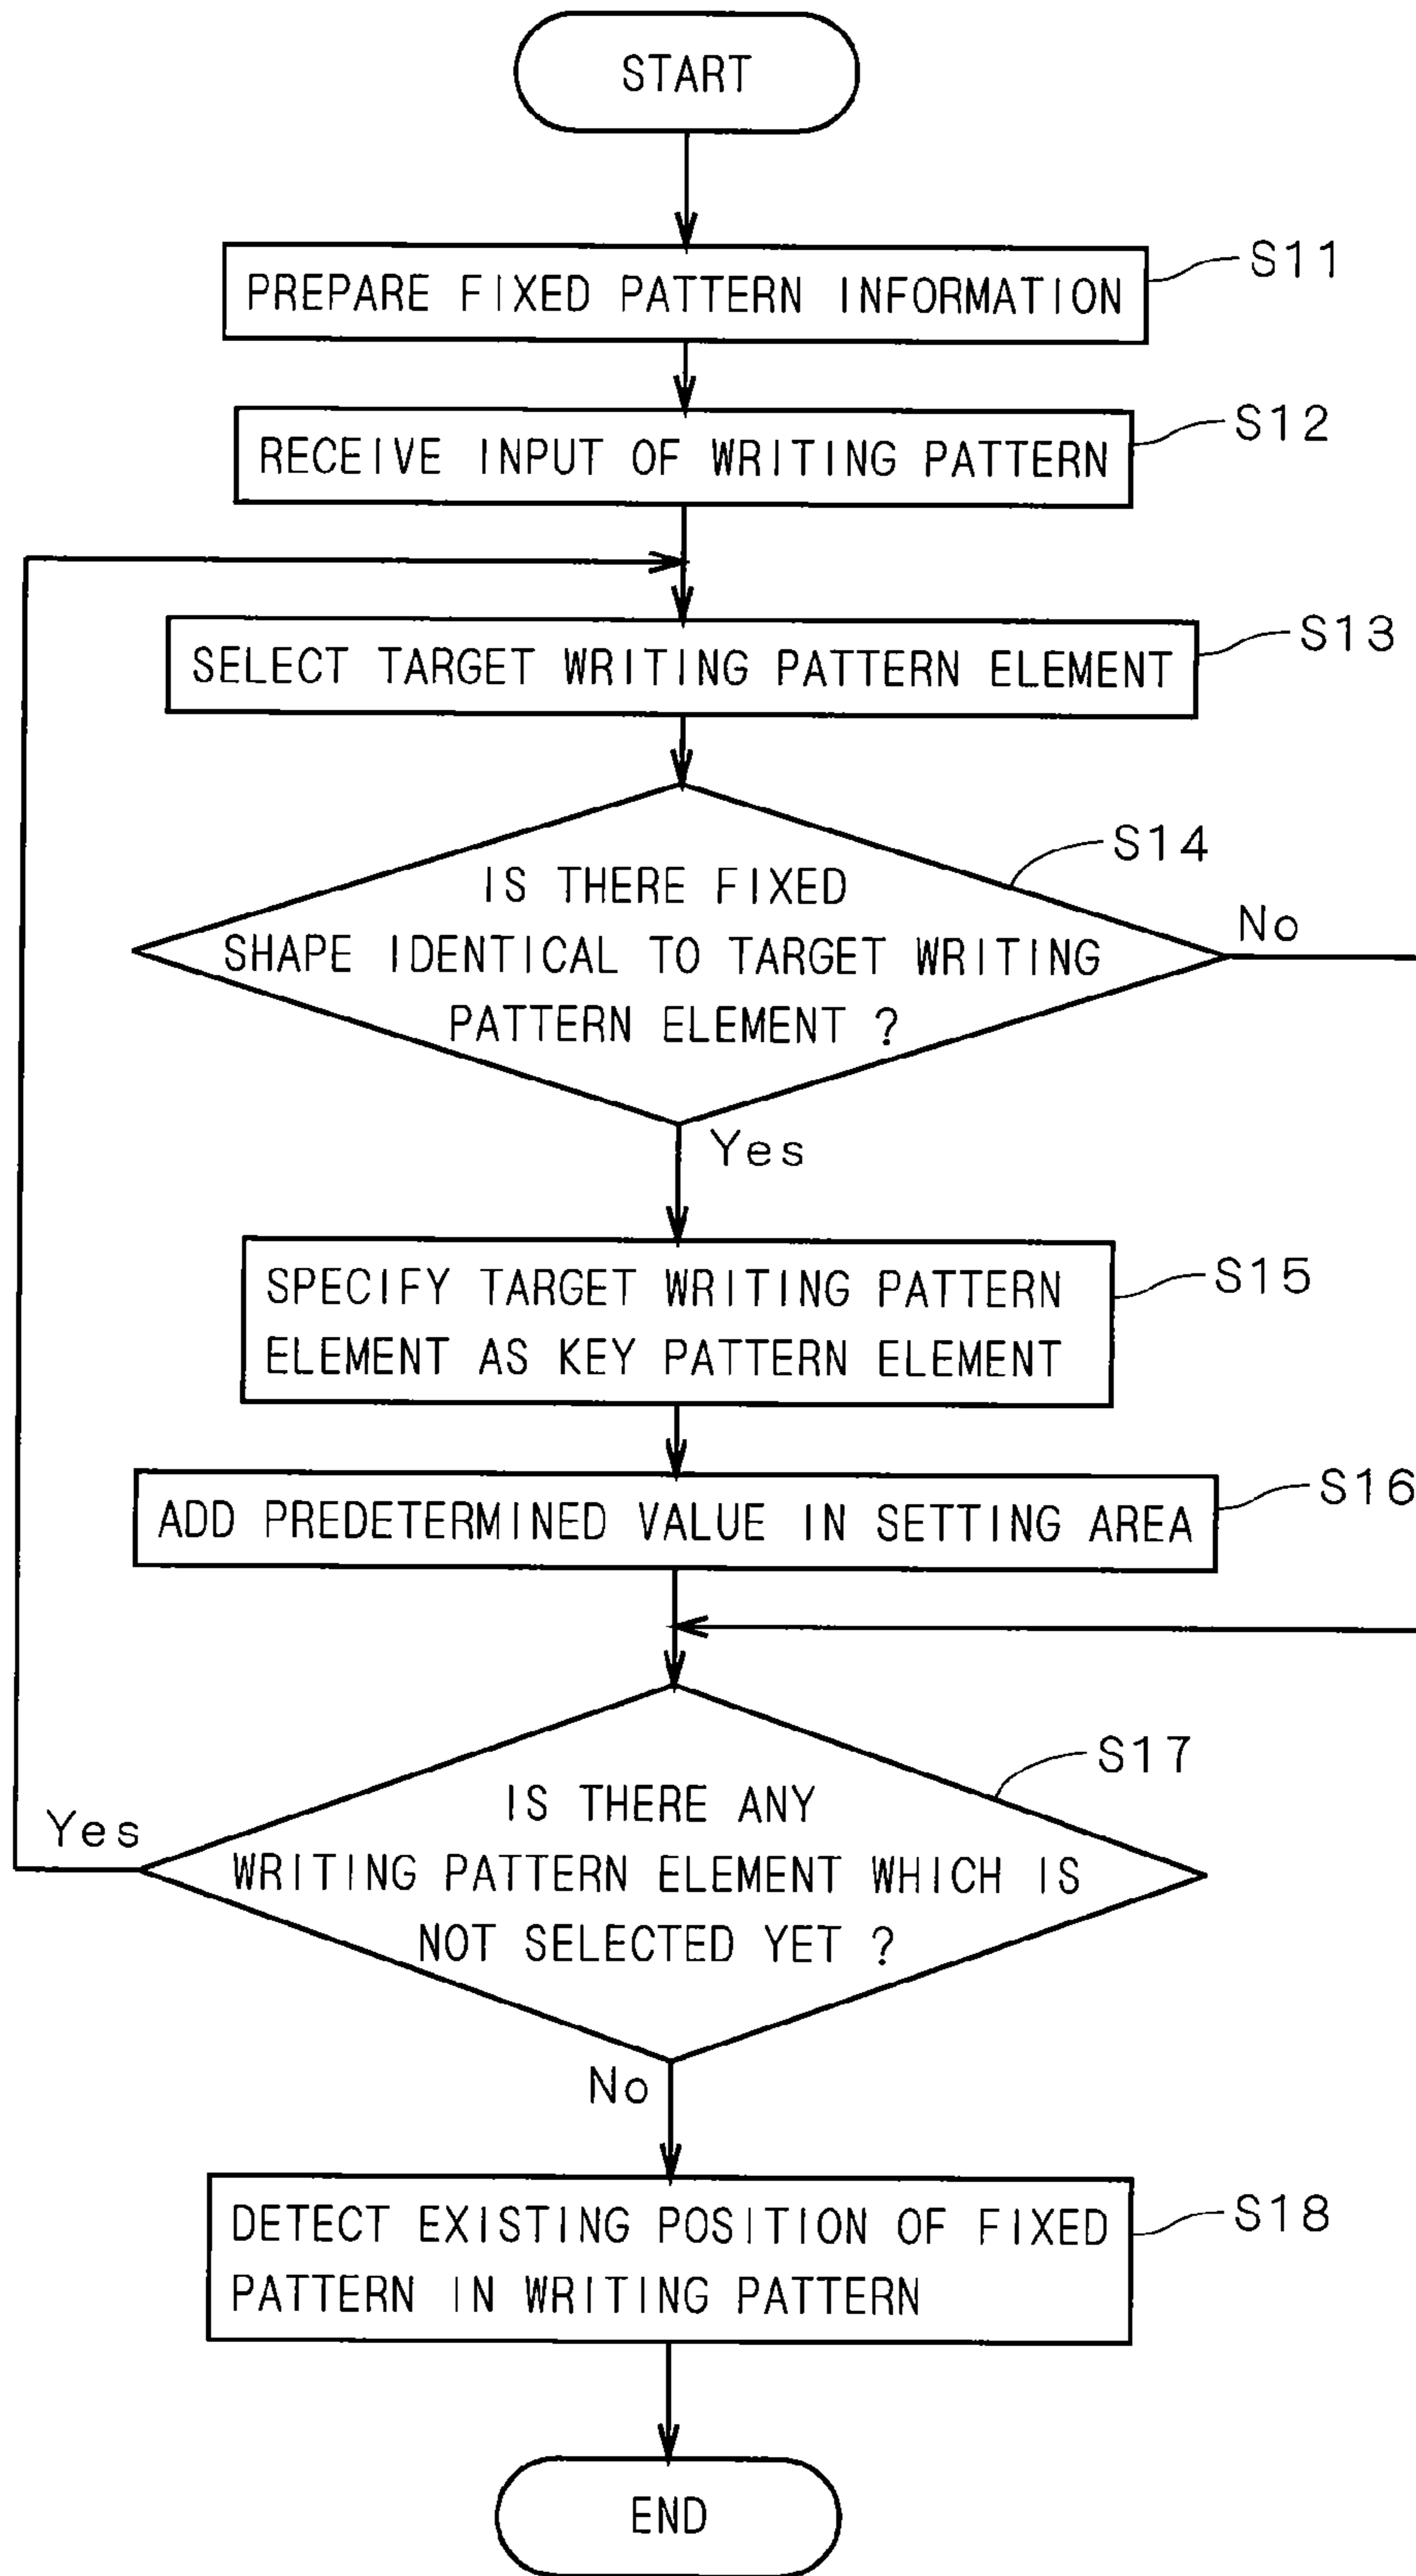 START
PREPARE FIXED PATTERN INFORMATION
S11
RECEIVE INPUT OF WRITING PATTERN
S12
SELECT TARGET WRITING PATTERN ELEMENT
S13
S14
IS THERE FIXED
SHAPE IDENTICAL TO TARGET WRITING
PATTERN ELEMENT ?
No
Yes
SPECIFY TARGET WRITING PATTERN
ELEMENT AS KEY PATTERN ELEMENT
S15
ADD PREDETERMINED VALUE IN SETTING AREA
S16
S17
IS THERE ANY
WRITING PATTERN ELEMENT WHICH IS
NOT SELECTED YET ?
Yes
No
DETECT EXISTING POSITION OF FIXED
PATTERN IN WRITING PATTERN
S18
END